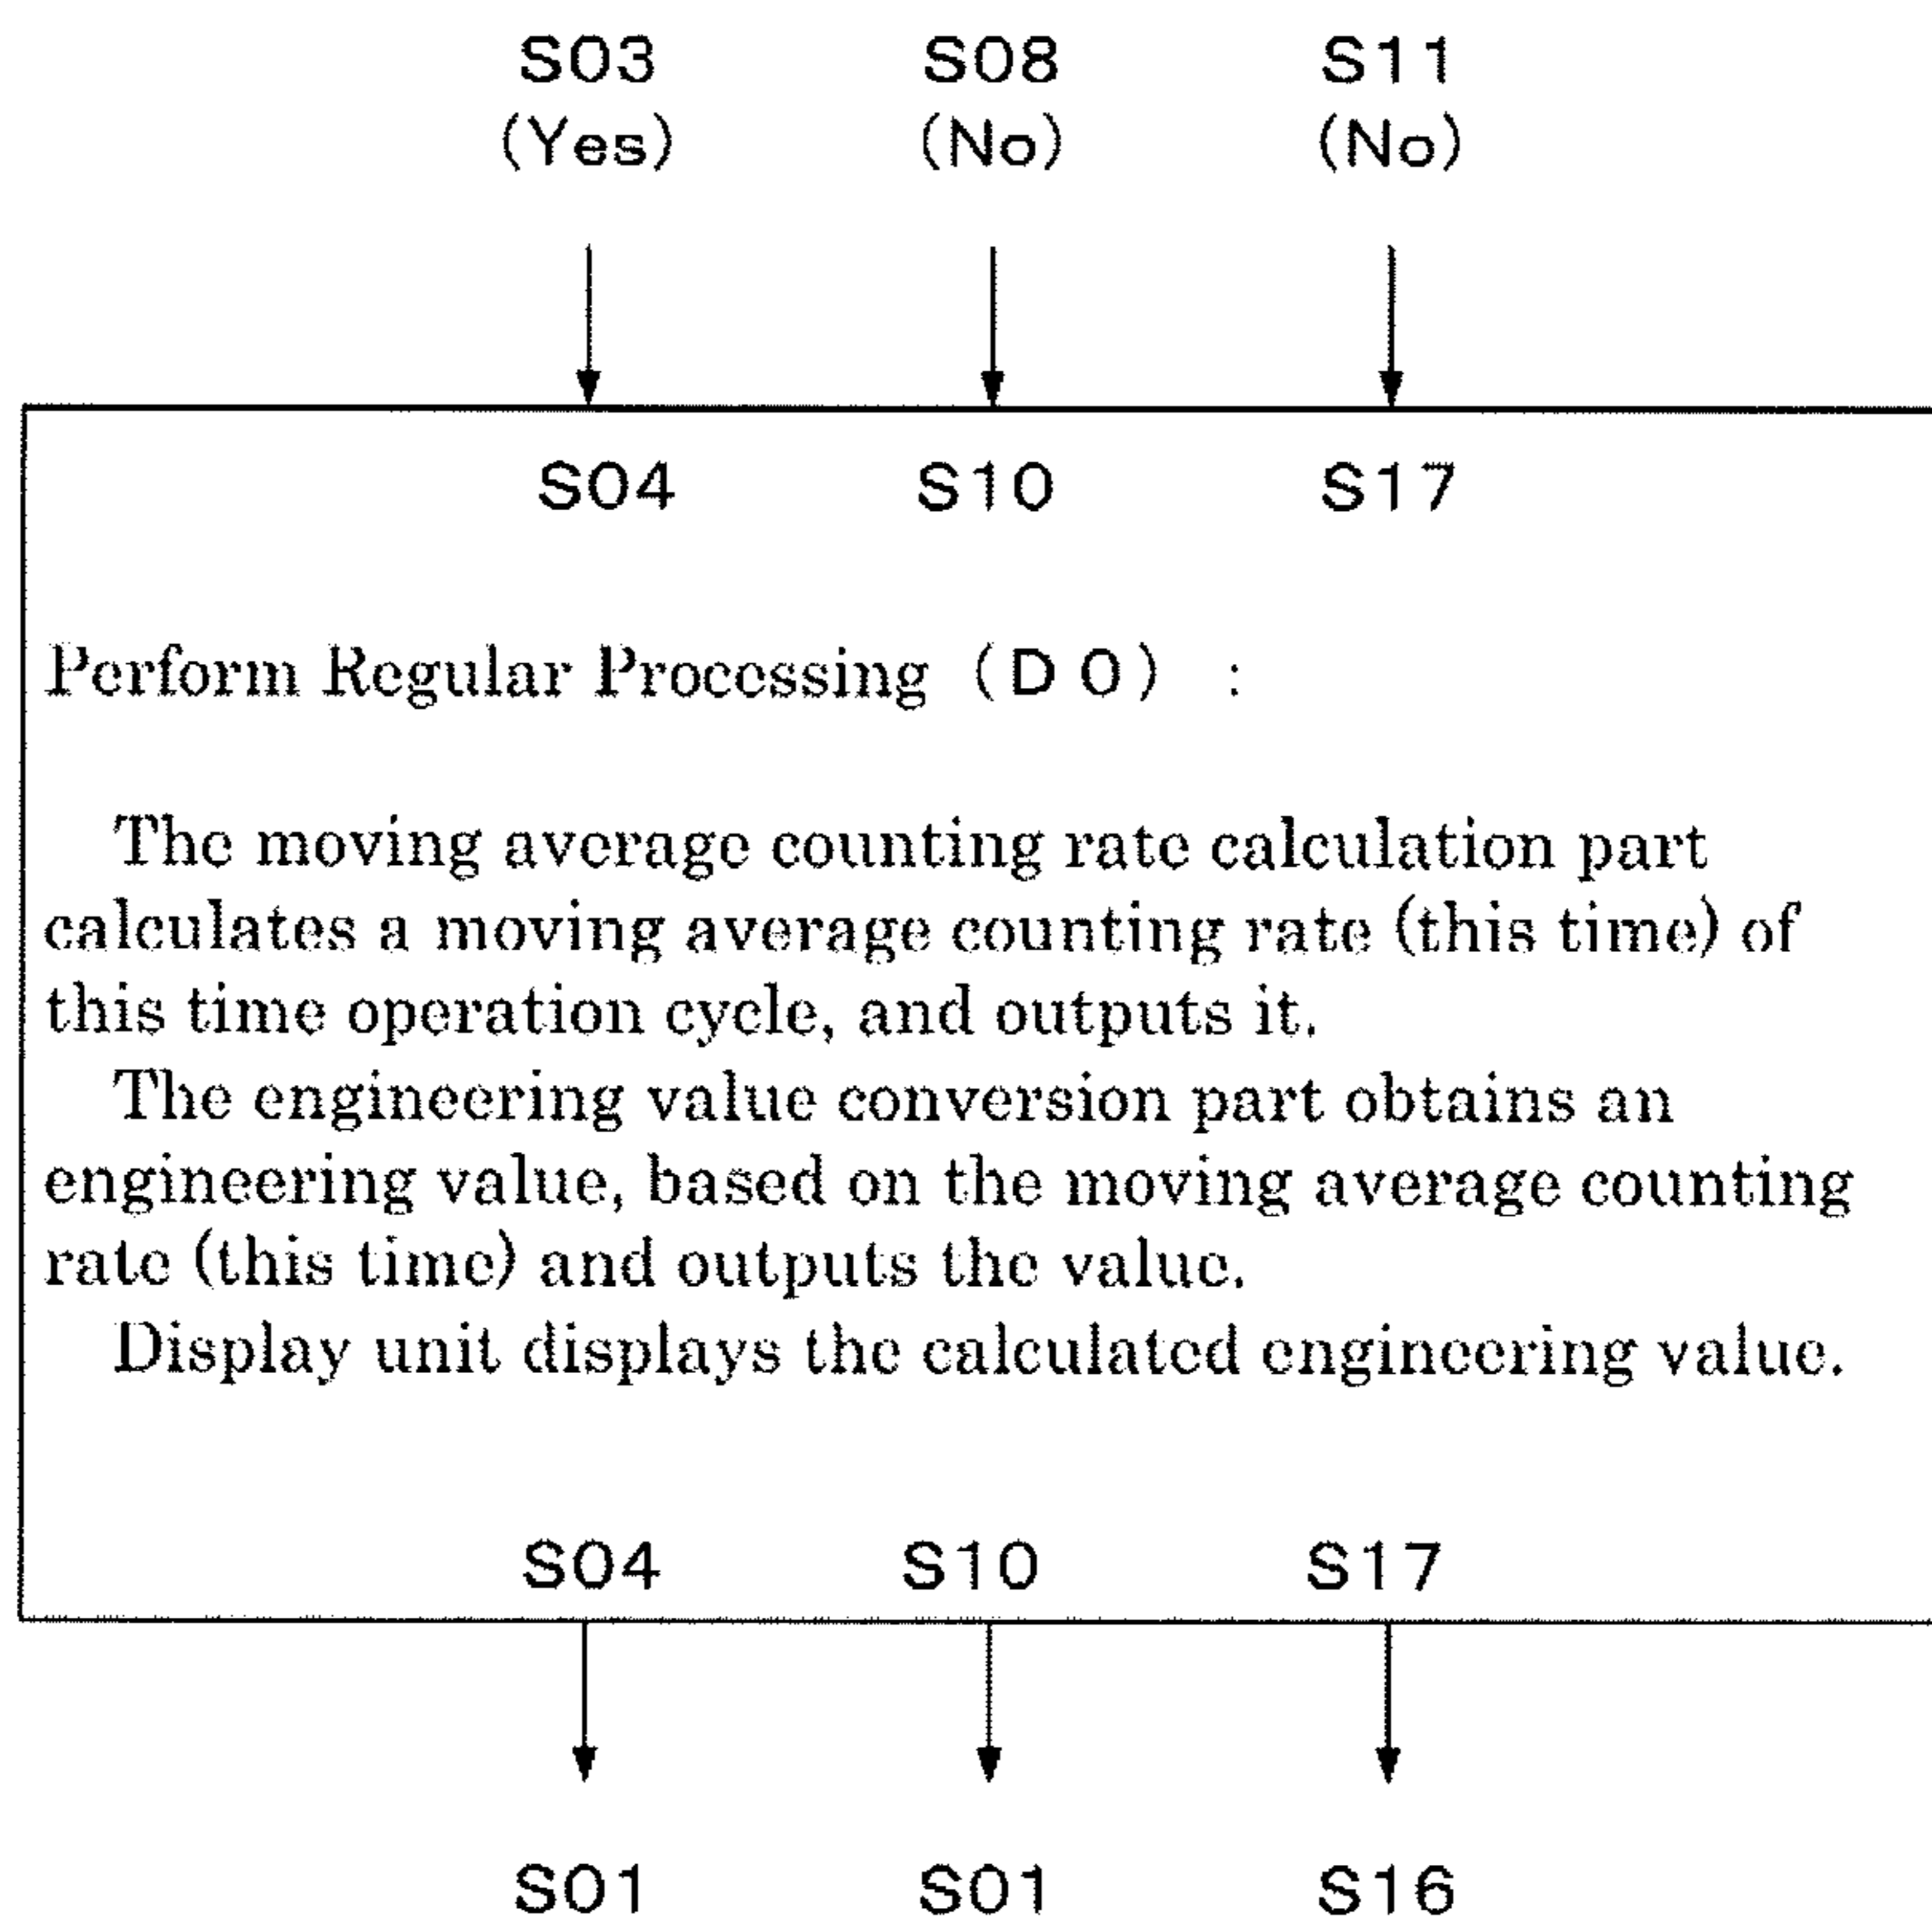 S03 S08 S11
(Yes) (No) (No)
S04 S10 S17
Perform Regular Processing (D0) :
The moving average counting rate calculation part
calculates a moving average counting rate (this time) of
this time operation cycle, and outputs it.
The engineering value conversion part obtains an
engineering value, based on the moving average counting
rate (this time) and outputs the value.
Display unit displays the calculated engineering value.
S04 S10 S17
S01 S01 S16